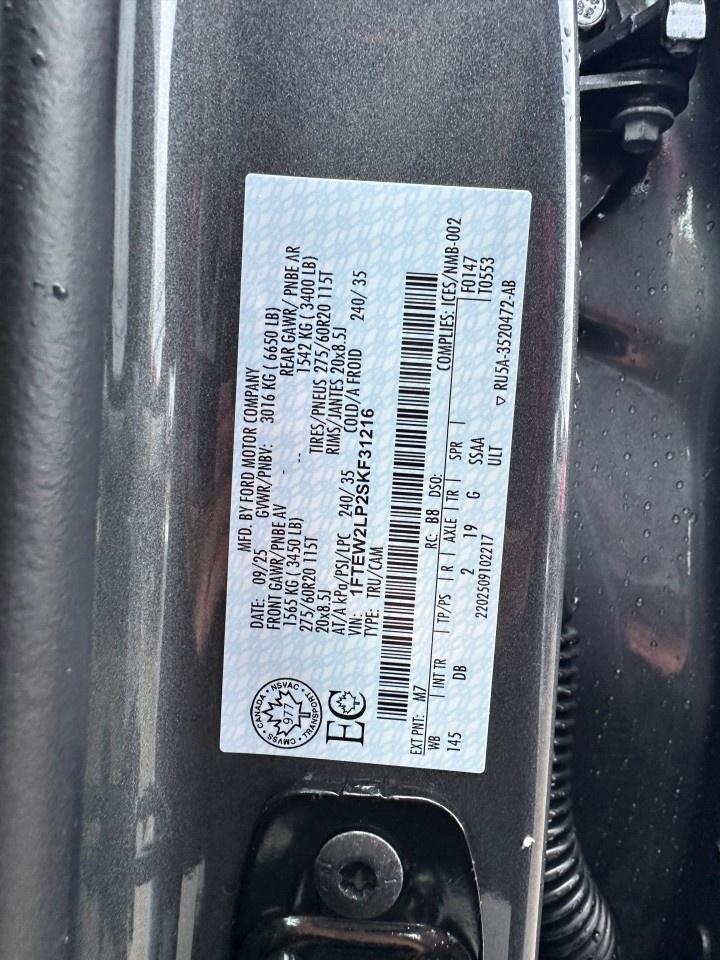 MFD. BY FORD MOTOR COMPANY
DATE: 09/25 GVWR/PNBV: 3016 KG ( 6650 LB)
FRONT GAWR/PNBE AV REAR GAWR/ PNBE AR
1565 KG ( 3450 LB) - 1542 KG ( 3400 LB)
275/60R20 115T -- TIRES/PNEUS 275/60R20 115T
20x8.5J RIMS/JANTES 20x8.5J
AT/A kPa/PSI/LPC 240/ 35 COLD/A FROID 240/ 35
VIN: 1FTEW2LP2SKF31216
TYPE: TRU/CAM
CANADA • NSVAC • TRANSPORT • CMVSS •
977
EC
EXT PNT: M7 RC: B8 DSO: COMPLIES: ICES/NMB-002
WB INT TR TP/PS R AXLE TR SPR F0147
145 DB 2 19 G SSAA T0553
2202509102217 ULT
▽ RU5A-3520472-AB